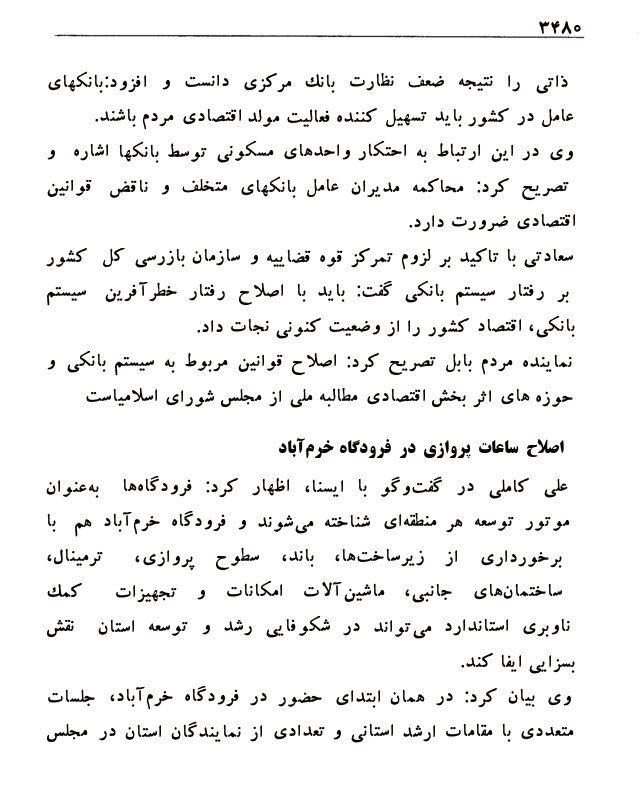 ۳۴۸۰
ذاتی را نتیجه ضعف نظارت بانك مرکزی دانست و افزود:بانکهای
عامل در کشور باید تسهیل کننده فعالیت مولد اقتصادی مردم باشند.
وی در این ارتباط به احتکار واحدهای مسکونی توسط بانکها اشاره و
تصریح کرد: محاکمه مدیران عامل بانکهای متخلف و ناقض قوانین
اقتصادی ضرورت دارد.
سعادتی با تاکید بر لزوم تمرکز قوه قضاییه و سازمان بازرسی کل کشور
بر رفتار سیستم بانکی گفت: باید با اصلاح رفتار خطرآفرین سیستم
بانکی، اقتصاد کشور را از وضعیت کنونی نجات داد.
نماینده مردم بابل تصریح کرد: اصلاح قوانین مربوط به سیستم بانکی و
حوزه های اثر بخش اقتصادی مطالبه ملی از مجلس شورای اسلامیاست
اصلاح ساعات پروازی در فرودگاه خرم‌آباد
علی کاملی در گفت‌وگو با ایسنا، اظهار کرد: فرودگاه‌ها به‌عنوان
موتور توسعه هر منطقه‌ای شناخته می‌شوند و فرودگاه خرم‌آباد هم با
برخورداری از زیرساخت‌ها، باند، سطوح پروازی، ترمینال،
ساختمان‌های جانبی، ماشین‌آلات امکانات و تجهیزات کمك
ناوبری استاندارد می‌تواند در شکوفایی رشد و توسعه استان نقش
بسزایی ایفا کند.
وی بیان کرد: در همان ابتدای حضور در فرودگاه خرم‌آباد، جلسات
متعددی با مقامات ارشد استانی و تعدادی از نمایندگان استان در مجلس